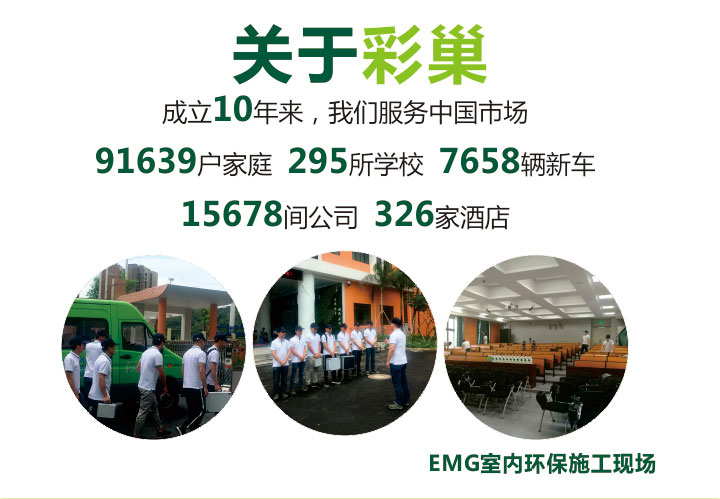 关于彩巢
成立10年来，我们服务中国市场
91639户家庭 295所学校 7658辆新车
15678间公司 326家酒店
EMG室内环保施工现场